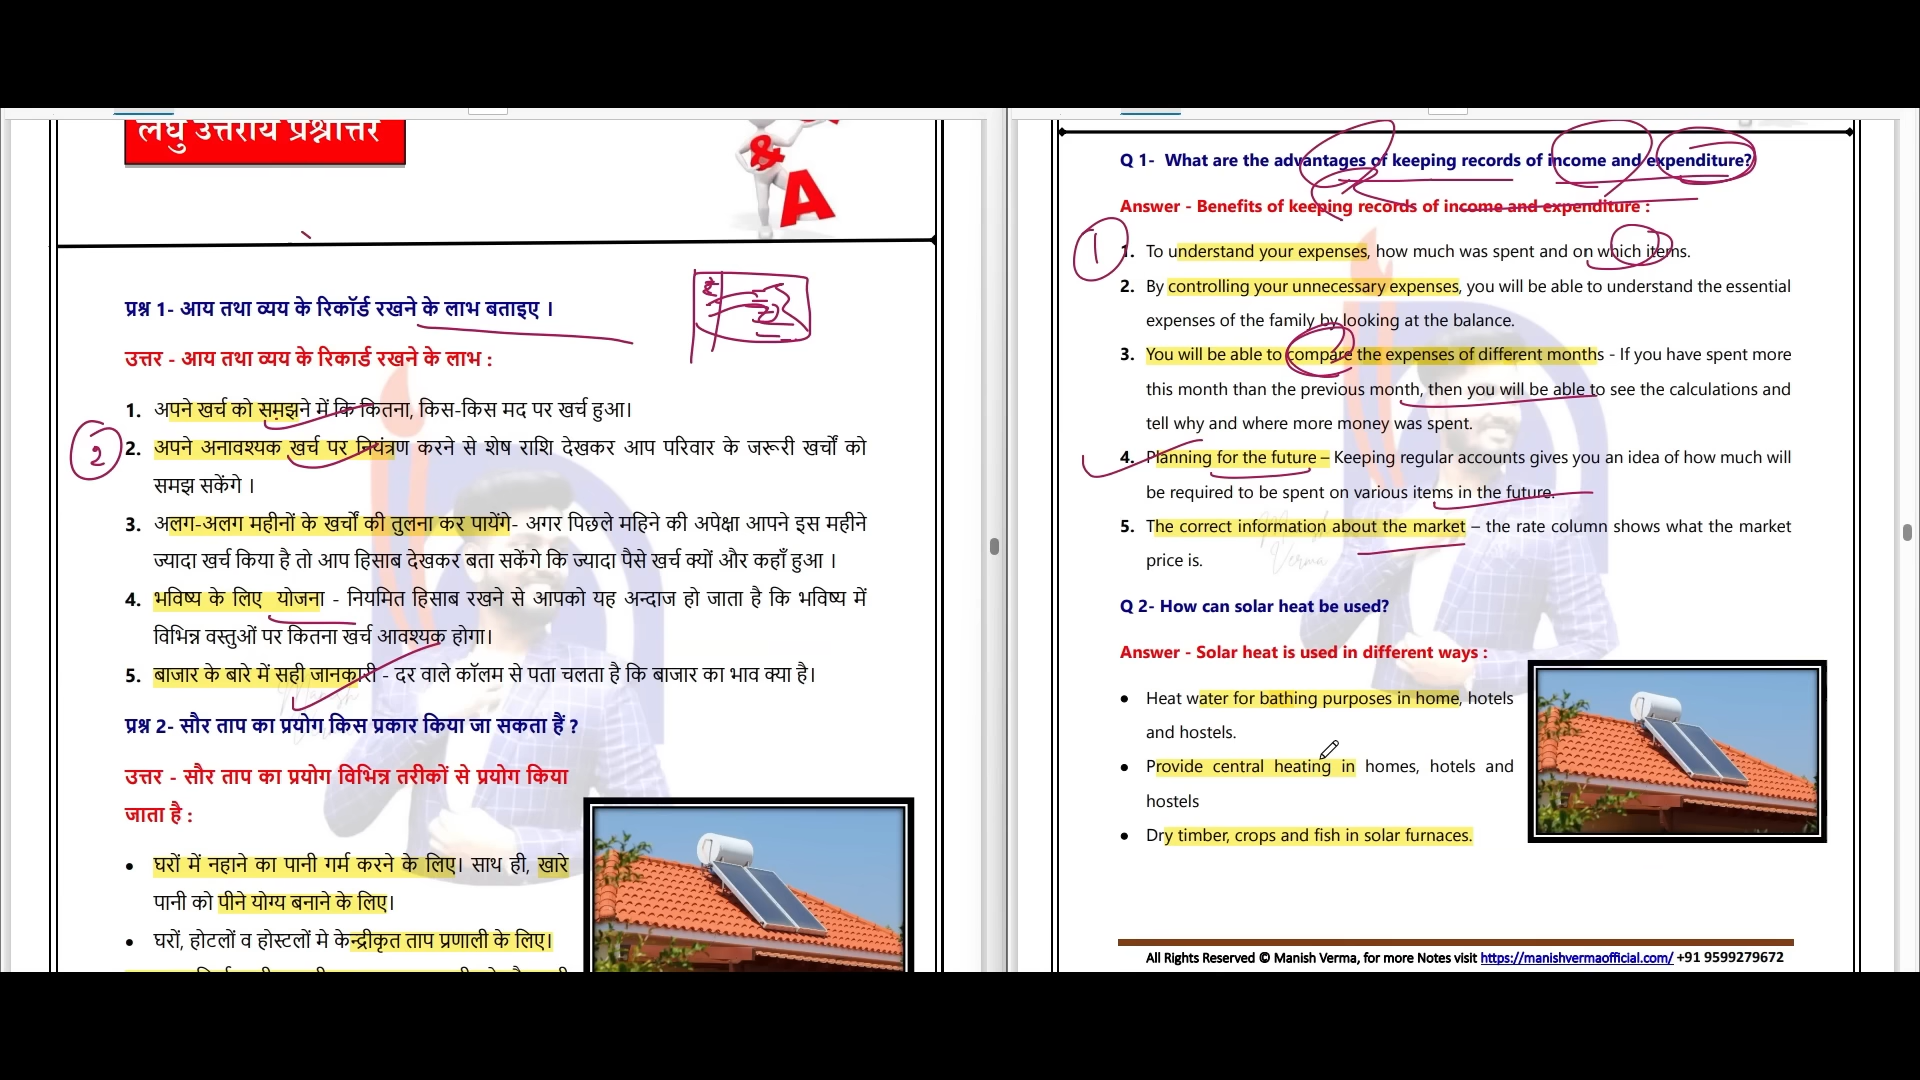 लघु उत्तरीय प्रश्नोत्तर
&
A
प्रश्न 1- आय तथा व्यय के रिकॉर्ड रखने के लाभ बताइए ।
उत्तर - आय तथा व्यय के रिकार्ड रखने के लाभ :
1. अपने खर्च को समझने में कि कितना, किस-किस मद पर खर्च हुआ।
2
2. अपने अनावश्यक खर्च पर नियंत्रण करने से शेष राशि देखकर आप परिवार के जरूरी खर्चों को
समझ सकेंगे ।
3. अलग-अलग महीनों के खर्चों की तुलना कर पायेंगे- अगर पिछले महिने की अपेक्षा आपने इस महीने
ज्यादा खर्च किया है तो आप हिसाब देखकर बता सकेंगे कि ज्यादा पैसे खर्च क्यों और कहाँ हुआ ।
4. भविष्य के लिए योजना - नियमित हिसाब रखने से आपको यह अन्दाज हो जाता है कि भविष्य में
विभिन्न वस्तुओं पर कितना खर्च आवश्यक होगा।
5. बाजार के बारे में सही जानकारी - दर वाले कॉलम से पता चलता है कि बाजार का भाव क्या है।
प्रश्न 2- सौर ताप का प्रयोग किस प्रकार किया जा सकता हैं ?
उत्तर - सौर ताप का प्रयोग विभिन्न तरीकों से प्रयोग किया
जाता है :
• घरों में नहाने का पानी गर्म करने के लिए। साथ ही, खारे
पानी को पीने योग्य बनाने के लिए।
• घरों, होटलों व होस्टलों मे केन्द्रीकृत ताप प्रणाली के लिए।
Q 1- What are the advantages of keeping records of income and expenditure?
Answer - Benefits of keeping records of income and expenditure :
1
1. To understand your expenses, how much was spent and on which items.
2. By controlling your unnecessary expenses, you will be able to understand the essential
expenses of the family by looking at the balance.
3. You will be able to compare the expenses of different months - If you have spent more
this month than the previous month, then you will be able to see the calculations and
tell why and where more money was spent.
4. Planning for the future – Keeping regular accounts gives you an idea of how much will
be required to be spent on various items in the future.
5. The correct information about the market – the rate column shows what the market
price is.
Q 2- How can solar heat be used?
Answer - Solar heat is used in different ways :
• Heat water for bathing purposes in home, hotels
and hostels.
• Provide central heating in homes, hotels and
hostels
• Dry timber, crops and fish in solar furnaces.
All Rights Reserved © Manish Verma, for more Notes visit https://manishvermaofficial.com/ +91 9599279672